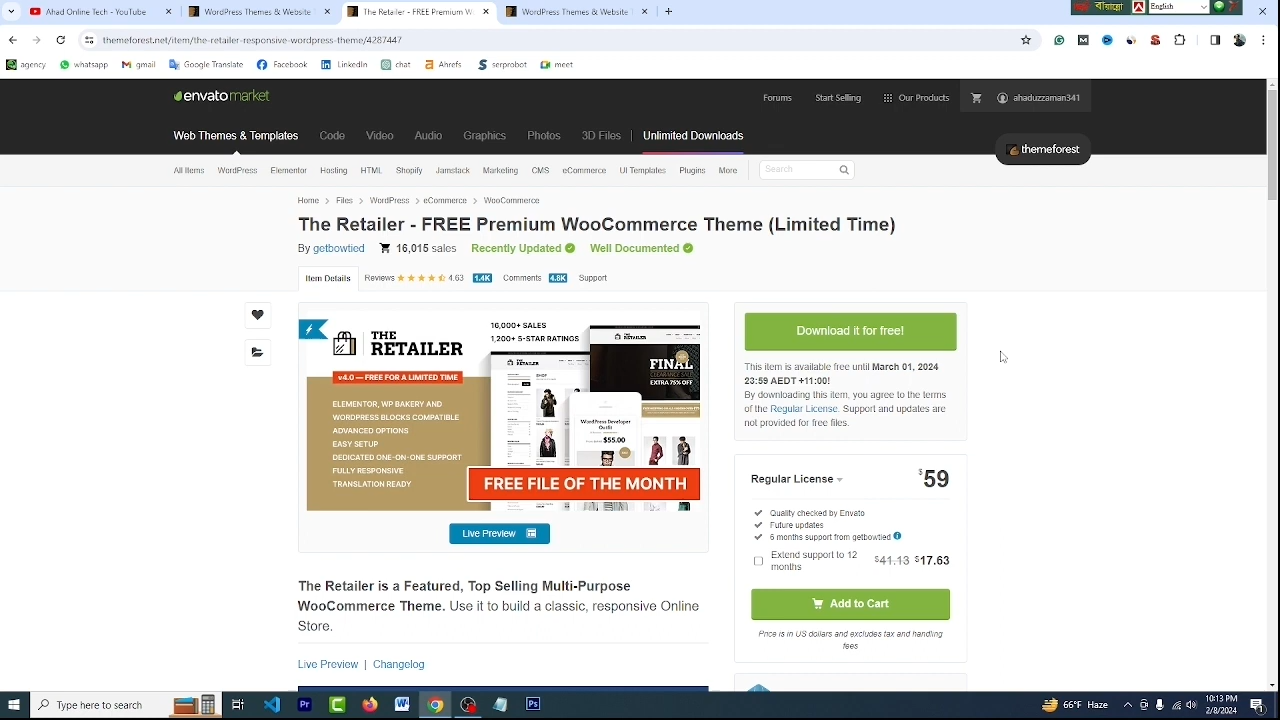 Ahad Online Tech - YouTube
WordPress Themes & Website
The Retailer - FREE Premium W
WordPress Themes & Website
English
themeforest.net/item/the-retailer-responsive-wordpress-theme/4287447
agency whatsapp gmail Google Translate Facebook LinkedIn chat Ahrefs serprobot meet
envato market
Forums Start Selling Our Products ahaduzzaman341
Web Themes & Templates Code Video Audio Graphics Photos 3D Files Unlimited Downloads
themeforest
All Items WordPress Elementor Hosting HTML Shopify Jamstack Marketing CMS eCommerce UI Templates Plugins More Search
Home > Files > WordPress > eCommerce > WooCommerce
The Retailer - FREE Premium WooCommerce Theme (Limited Time)
By getbowtied 16,015 sales Recently Updated Well Documented
Item Details Reviews 4.63 1.4K Comments 4.8K Support
THE
RETAILER
v4.0 — FREE FOR A LIMITED TIME
ELEMENTOR, WP BAKERY AND
WORDPRESS BLOCKS COMPATIBLE
ADVANCED OPTIONS
EASY SETUP
DEDICATED ONE-ON-ONE SUPPORT
FULLY RESPONSIVE
TRANSLATION READY
16,000+ SALES
1,200+ 5-STAR RATINGS
SHOP
FINAL
EXTRA 75% OFF
WordPress Developer
Outfit
$55.00
FREE FILE OF THE MONTH
Live Preview
The Retailer is a Featured, Top Selling Multi-Purpose
WooCommerce Theme. Use it to build a classic, responsive Online
Store.
Live Preview | Changelog
Download it for free!
This item is available free until March 01, 2024
23:59 AEDT +11:00!
By downloading this item, you agree to the terms
of the Regular License. Support and updates are
not provided for free files.
Regular License $59
Quality checked by Envato
Future updates
6 months support from getbowtied
Extend support to 12
months $41.13 $17.63
Add to Cart
Price is in US dollars and excludes tax and handling
fees
Type here to search
66°F Haze
10:13 PM
2/8/2024